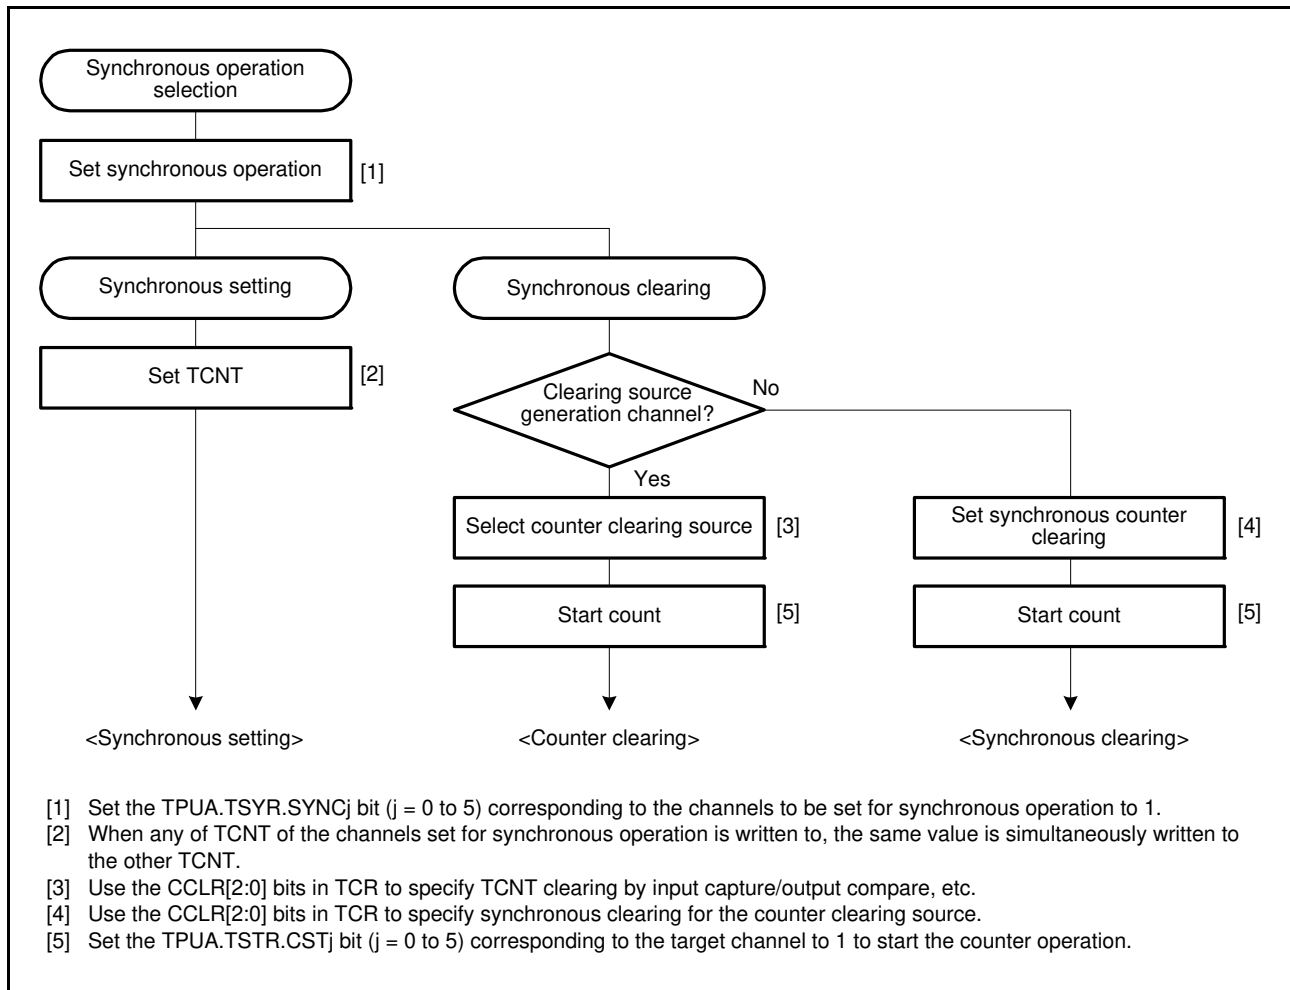 Synchronous operation
selection
Set synchronous operation
[1]
Synchronous setting
Synchronous clearing
Set TCNT
[2]
Clearing source
generation channel?
No
Yes
Select counter clearing source
[3]
Set synchronous counter
clearing
[4]
Start count
[5]
Start count
[5]
<Synchronous setting>
<Counter clearing>
<Synchronous clearing>
[1] Set the TPUA.TSYR.SYNCj bit (j = 0 to 5) corresponding to the channels to be set for synchronous operation to 1.
[2] When any of TCNT of the channels set for synchronous operation is written to, the same value is simultaneously written to
the other TCNT.
[3] Use the CCLR[2:0] bits in TCR to specify TCNT clearing by input capture/output compare, etc.
[4] Use the CCLR[2:0] bits in TCR to specify synchronous clearing for the counter clearing source.
[5] Set the TPUA.TSTR.CSTj bit (j = 0 to 5) corresponding to the target channel to 1 to start the counter operation.